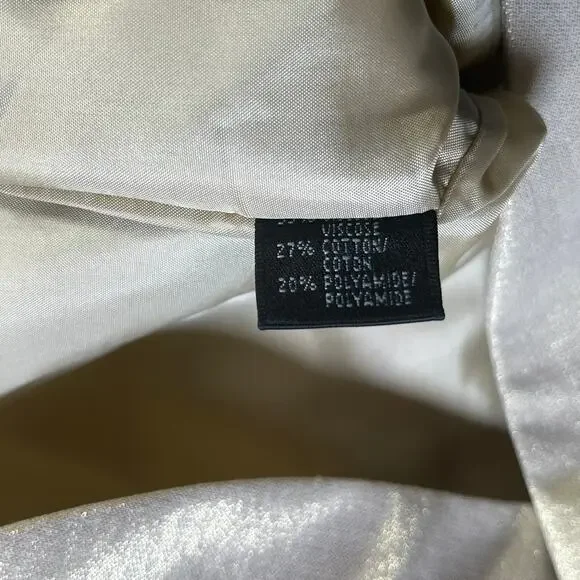 VISCOSE
27% COTTON/
COTON
20% POLYAMIDE/
POLYAMIDE